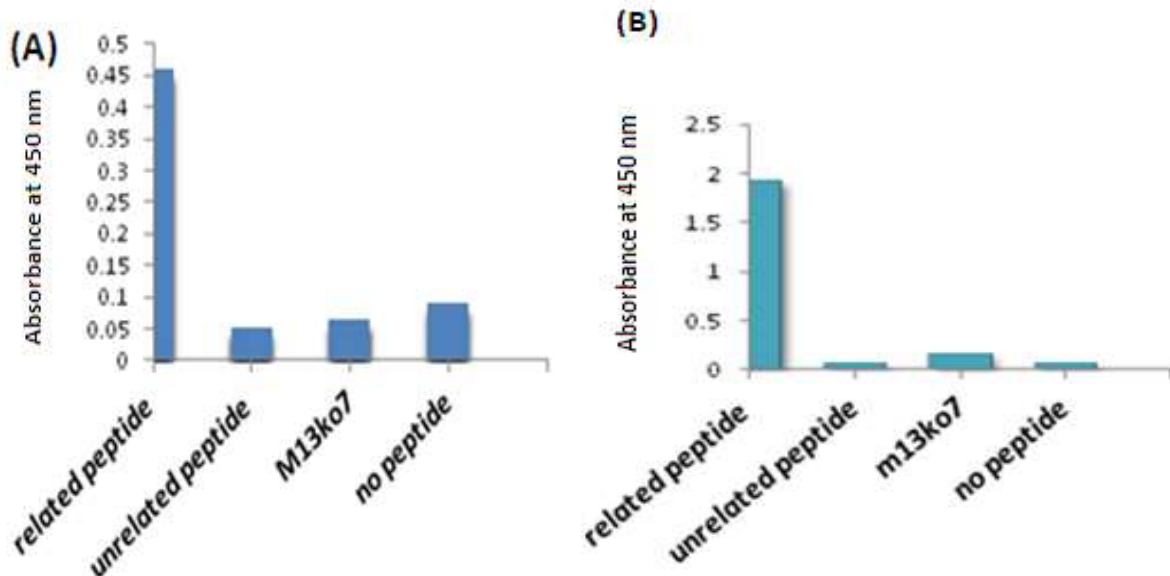 (A)
Absorbance at 450 nm
0.5
0.45
0.4
0.35
0.3
0.25
0.2
0.15
0.1
0.05
0
related peptide
unrelated peptide
M13ko7
no peptide
(B)
Absorbance at 450 nm
2.5
2
1.5
1
0.5
0
related peptide
unrelated peptide
m13ko7
no peptide